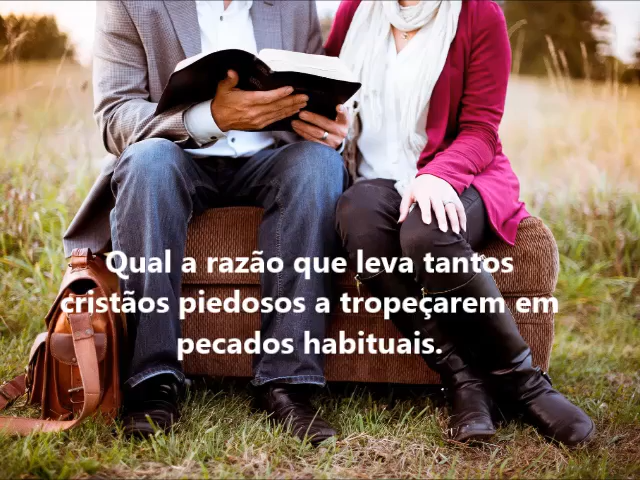 Qual a razão que leva tantos
cristãos piedosos a tropeçarem em
pecados habituais.